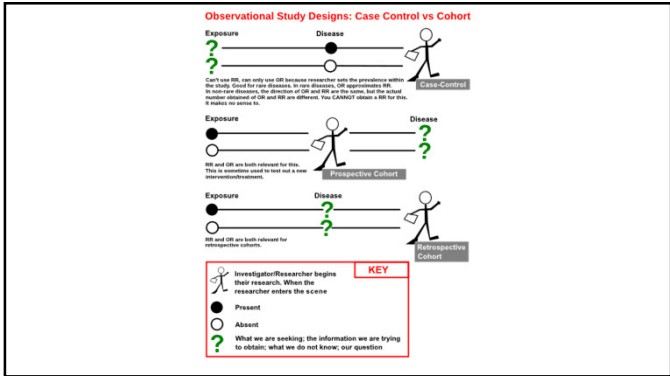 Observational Study Designs: Case Control vs Cohort
Exposure Disease
?
?
Can't use RR, can only use OR because researcher sets the prevalence within
the study. Good for rare diseases. In rare diseases, OR approximates RR.
In non-rare diseases, the direction of OR and RR are the same, but the actual
number obtained of OR and RR are different. You CANNOT obtain a RR for this.
It makes no sense to.
Case-Control
Exposure Disease
?
?
RR and OR are both relevant for this.
This is sometime used to test out a new
intervention/treatment.
Prospective Cohort
Exposure Disease
?
?
RR and OR are both relevant for
retrospective cohorts.
Retrospective
Cohort
KEY
Investigator/Researcher begins
their research. When the
researcher enters the scene
Present
Absent
? What we are seeking; the information we are trying
to obtain; what we do not know; our question